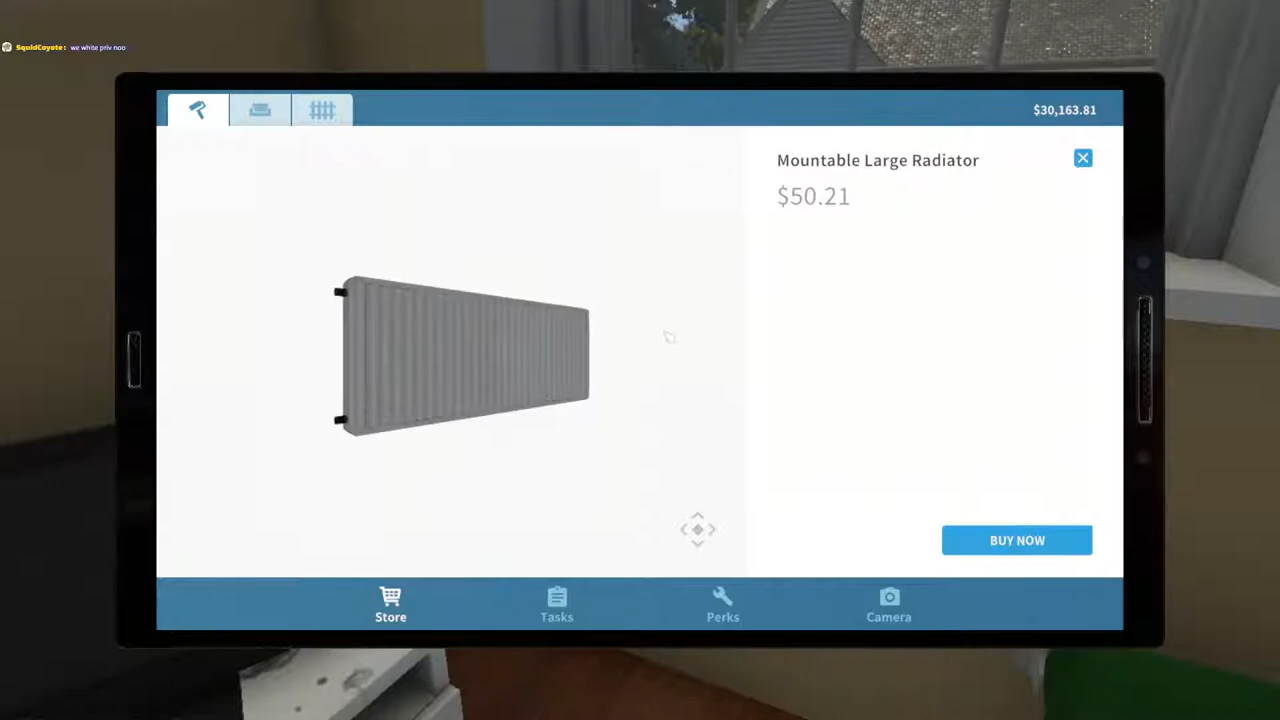 SquidCoyote: we white priv noo
$30,163.81
Mountable Large Radiator
$50.21
BUY NOW
Store
Tasks
Perks
Camera